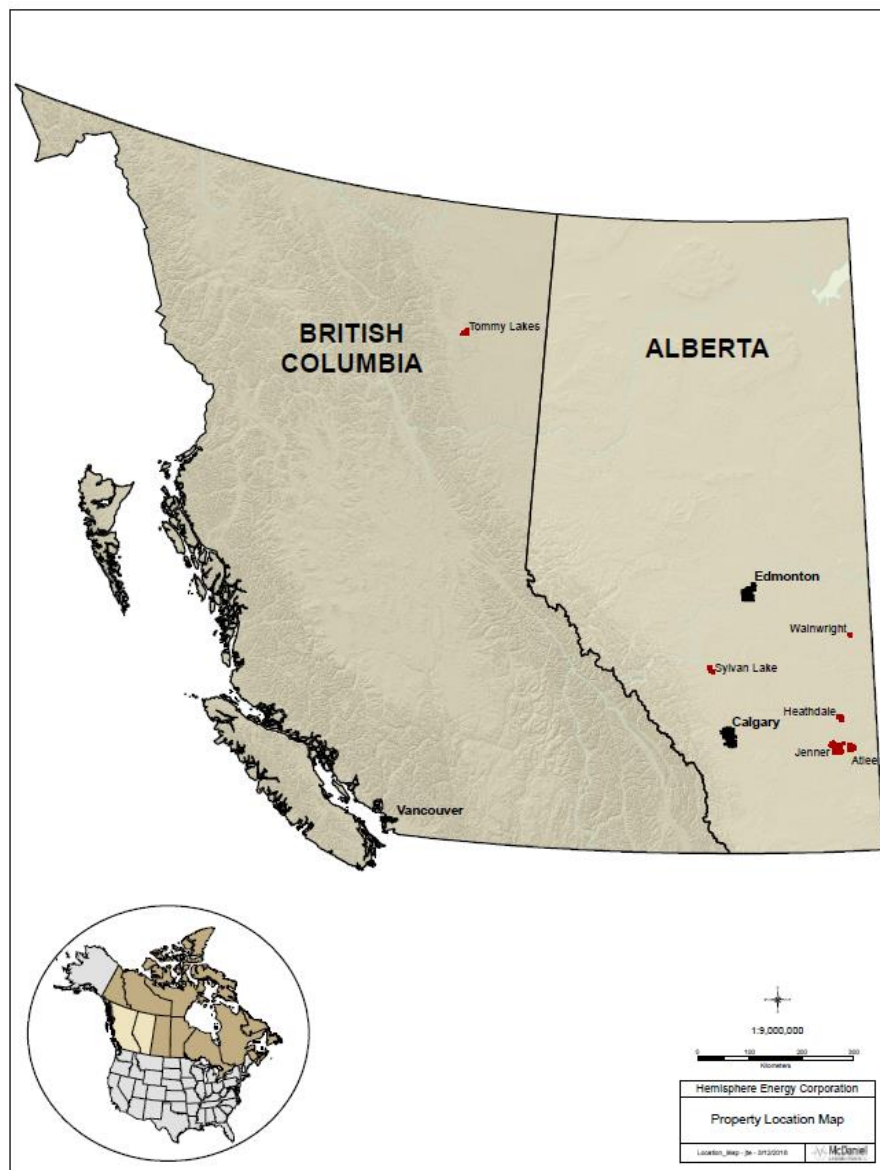 BRITISH
COLUMBIA
Tommy Lakes
ALBERTA
Edmonton
Wainwright
Sylvan Lake
Heathdale
Calgary
Jenner
Atlee
Vancouver
1:9,000,000
0 100 200 300
Kilometers
Hemisphere Energy Corporation
Property Location Map
McDaniel